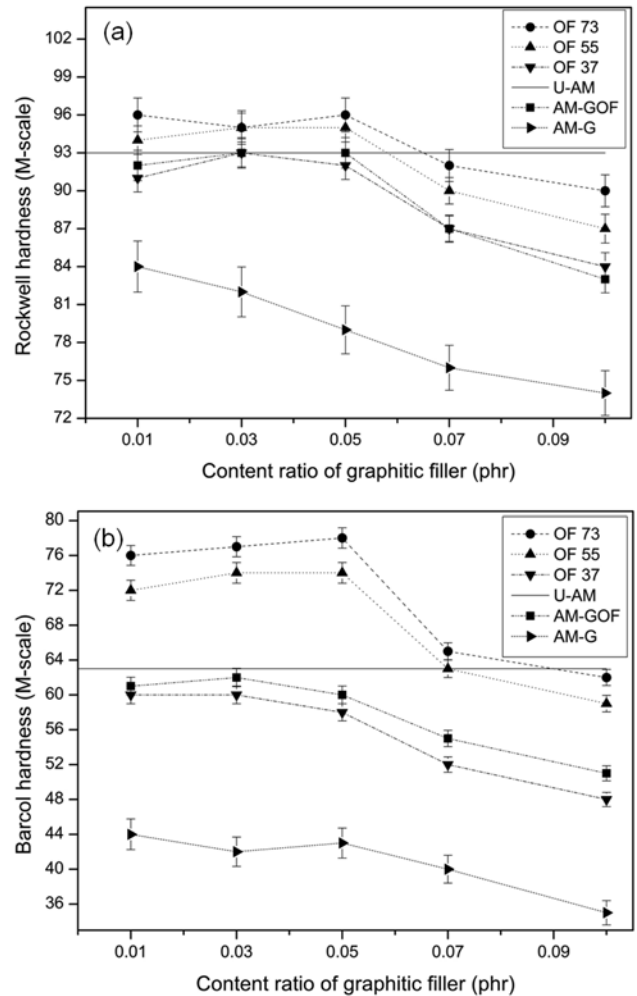 (a)
OF 73
OF 55
OF 37
U-AM
AM-GOF
AM-G
102
99
96
93
90
87
84
81
78
75
72
Rockwell hardness (M-scale)
0.01 0.03 0.05 0.07 0.09
Content ratio of graphitic filler (phr)
(b)
OF 73
OF 55
OF 37
U-AM
AM-GOF
AM-G
80
76
72
68
64
60
56
52
48
44
40
36
Barcol hardness (M-scale)
0.01 0.03 0.05 0.07 0.09
Content ratio of graphitic filler (phr)